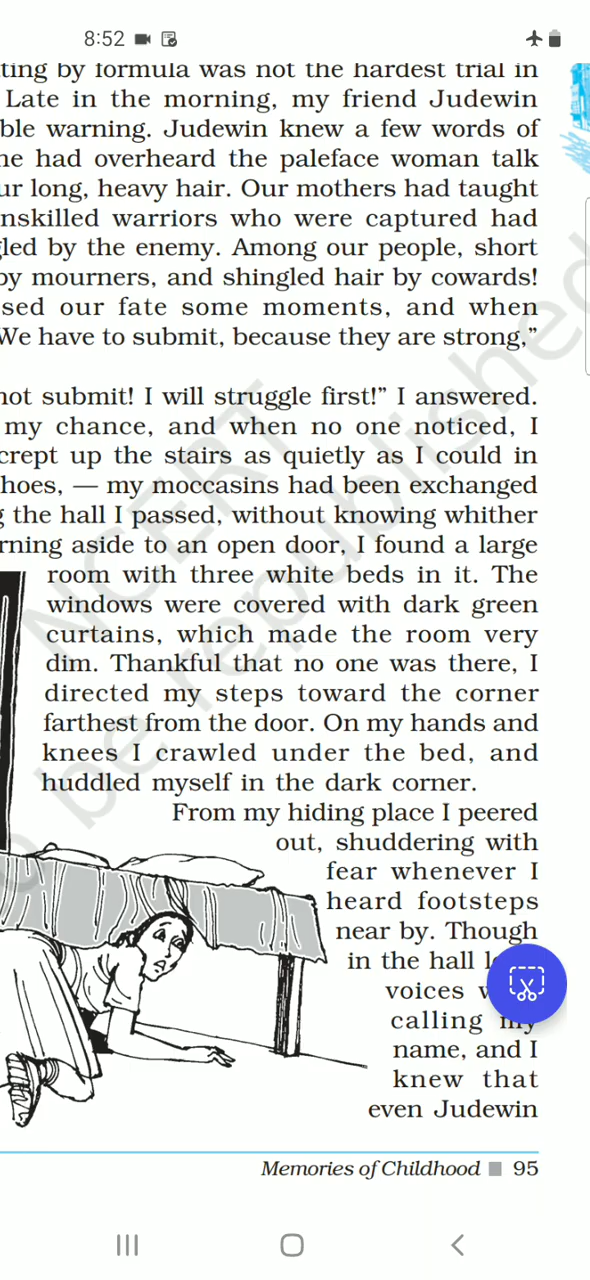 8:52
ting by formula was not the hardest trial in
Late in the morning, my friend Judewin
ble warning. Judewin knew a few words of
he had overheard the paleface woman talk
ur long, heavy hair. Our mothers had taught
nskilled warriors who were captured had
gled by the enemy. Among our people, short
by mourners, and shingled hair by cowards!
sed our fate some moments, and when
We have to submit, because they are strong,”
not submit! I will struggle first!” I answered.
my chance, and when no one noticed, I
crept up the stairs as quietly as I could in
hoes, — my moccasins had been exchanged
g the hall I passed, without knowing whither
rning aside to an open door, I found a large
room with three white beds in it. The
windows were covered with dark green
curtains, which made the room very
dim. Thankful that no one was there, I
directed my steps toward the corner
farthest from the door. On my hands and
knees I crawled under the bed, and
huddled myself in the dark corner.
From my hiding place I peered
out, shuddering with
fear whenever I
heard footsteps
near by. Though
in the hall
voices
calling my
name, and I
knew that
even Judewin
Memories of Childhood 95
NCERT
o be republished